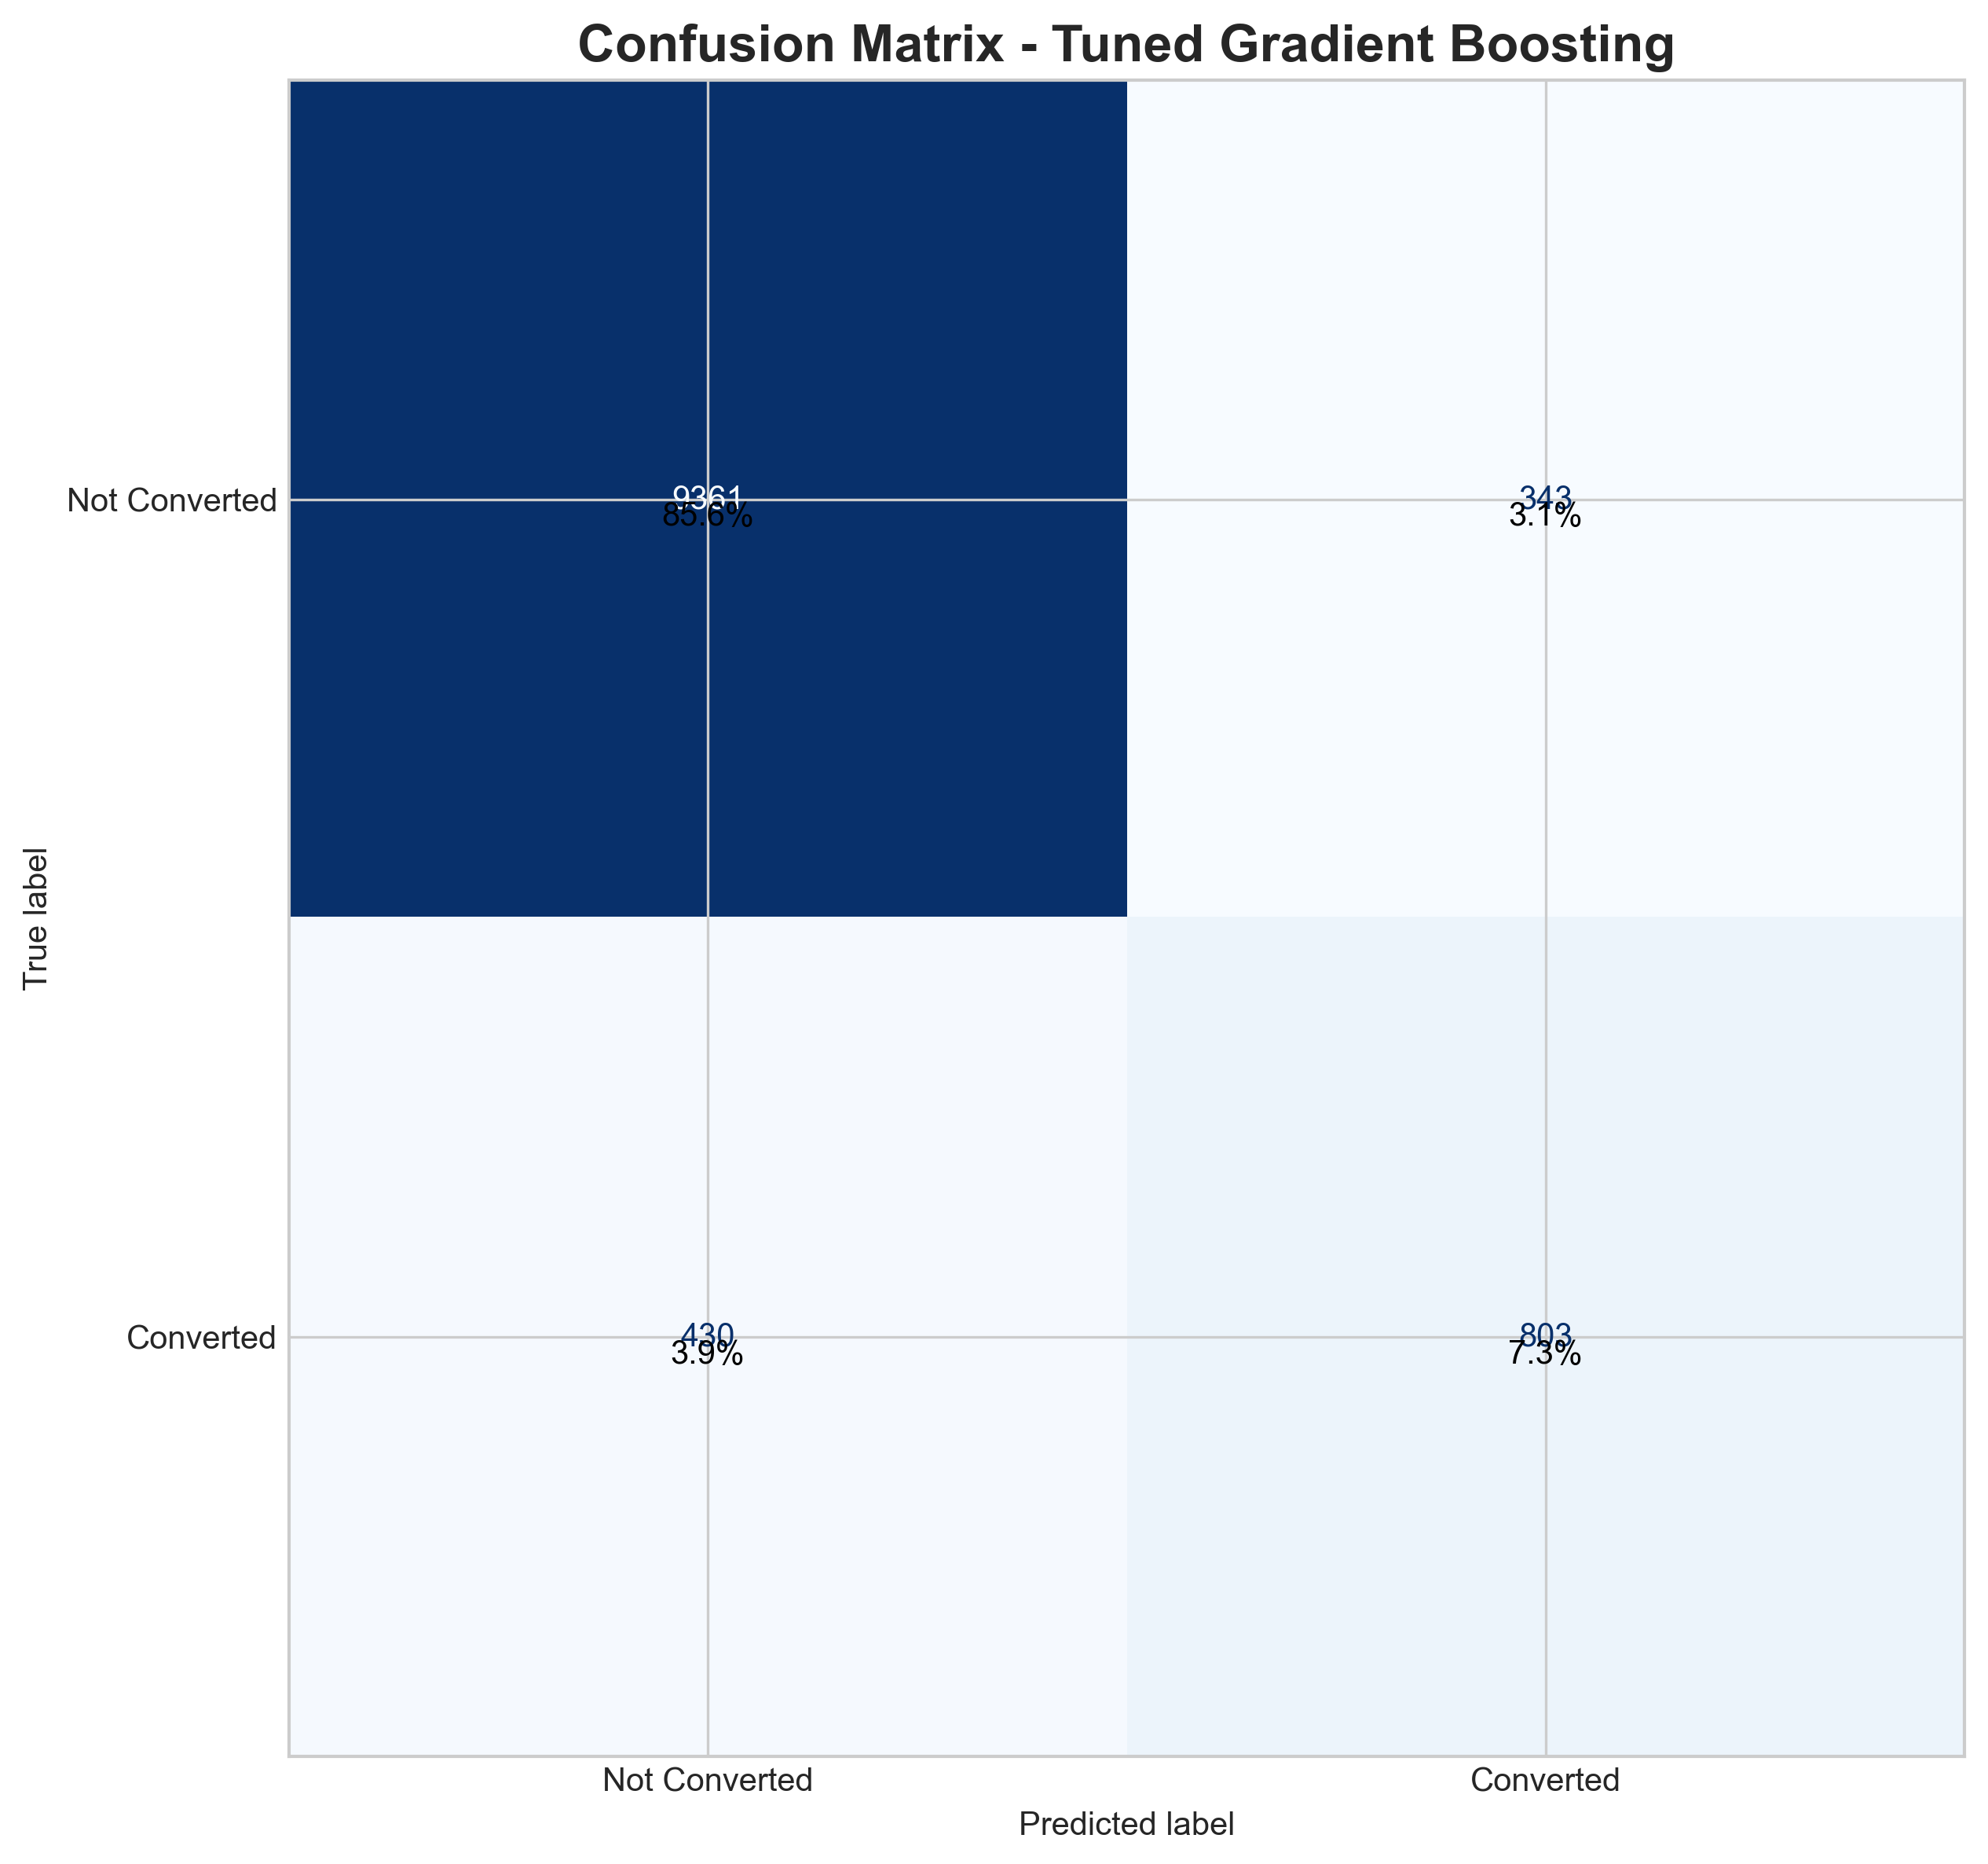 Confusion Matrix - Tuned Gradient Boosting
Not Converted
9361
85.6%
343
3.1%
True label
Converted
430
3.9%
803
7.3%
Not Converted
Converted
Predicted label